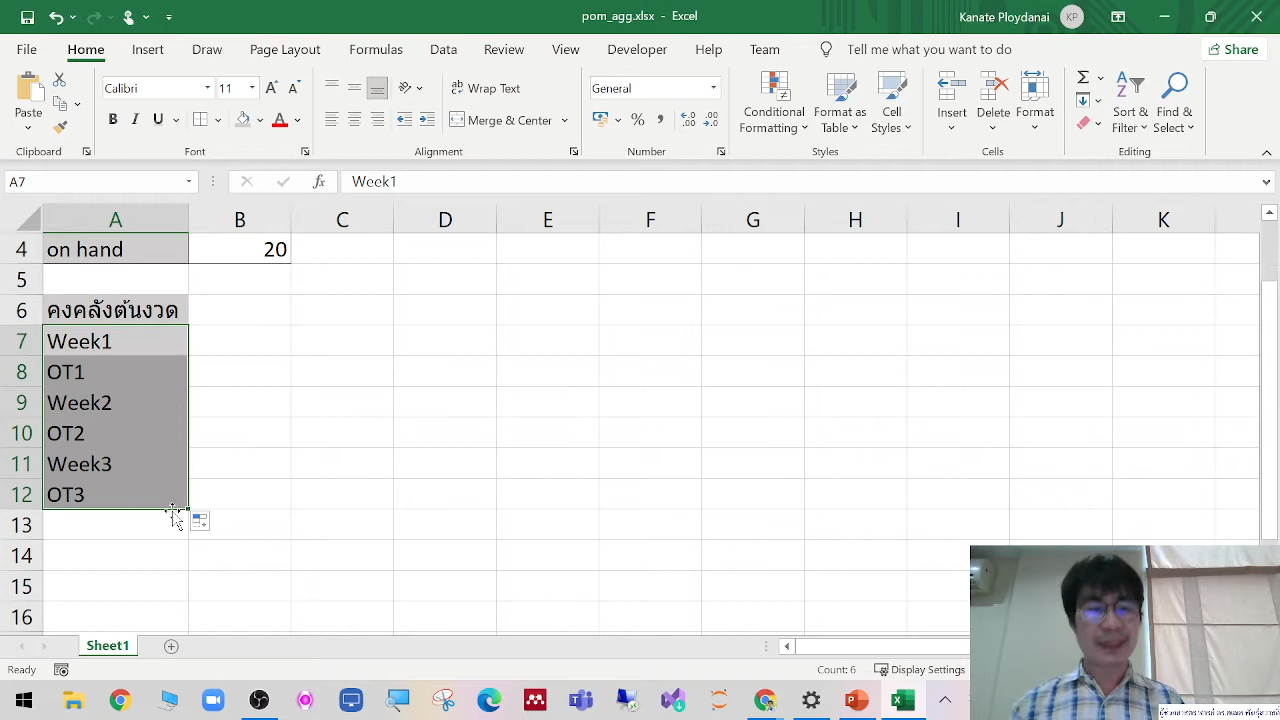 pom_agg.xlsx - Excel
Kanate Ploydanai KP
File Home Insert Draw Page Layout Formulas Data Review View Developer Help Team Tell me what you want to do Share
Calibri 11 Wrap Text General
Paste B I U Merge & Center % Conditional Formatting Format as Table Cell Styles Insert Delete Format Sort & Filter Find & Select
Clipboard Font Alignment Number Styles Cells Editing
A7 fx Week1
A B C D E F G H I J K
4 on hand 20
5
6 คงคลังต้นงวด
7 Week1
8 OT1
9 Week2
10 OT2
11 Week3
12 OT3
13
14
15
16
Sheet1
Ready Count: 6 Display Settings